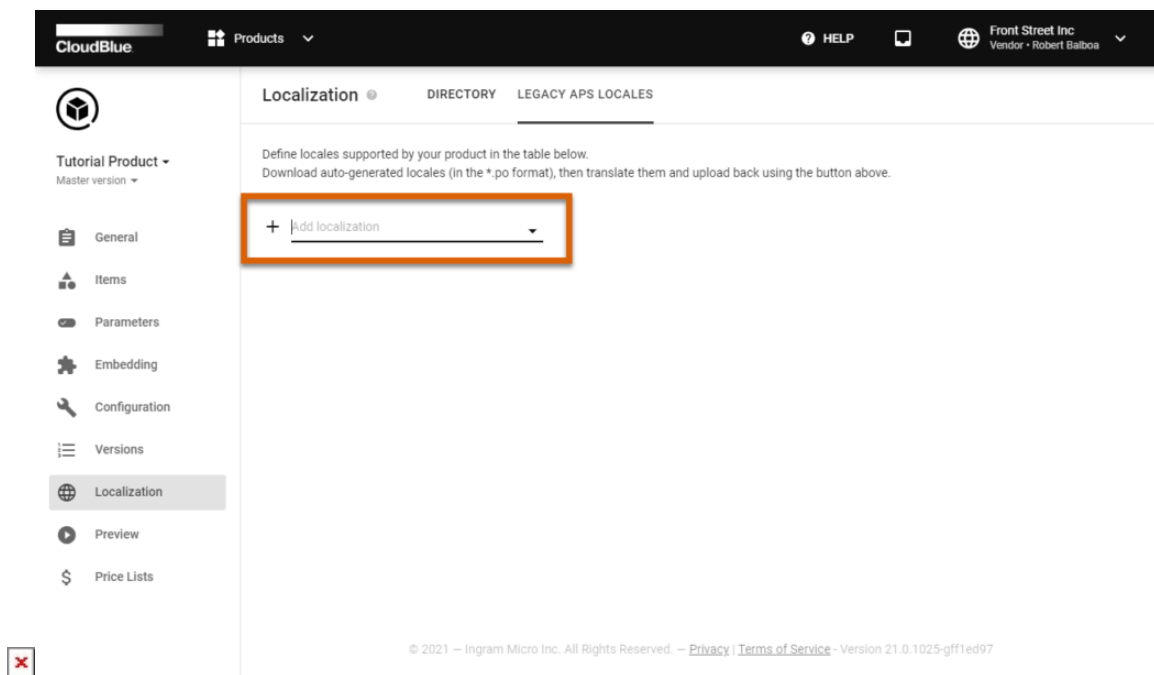 CloudBlue
Products
HELP
Front Street Inc
Vendor • Robert Balboa
Localization
DIRECTORY
LEGACY APS LOCALES
Tutorial Product
Master version
Define locales supported by your product in the table below.
Download auto-generated locales (in the *.po format), then translate them and upload back using the button above.
Add localization
General
Items
Parameters
Embedding
Configuration
Versions
Localization
Preview
Price Lists
© 2021 – Ingram Micro Inc. All Rights Reserved. – Privacy | Terms of Service - Version 21.0.1025-gff1ed97